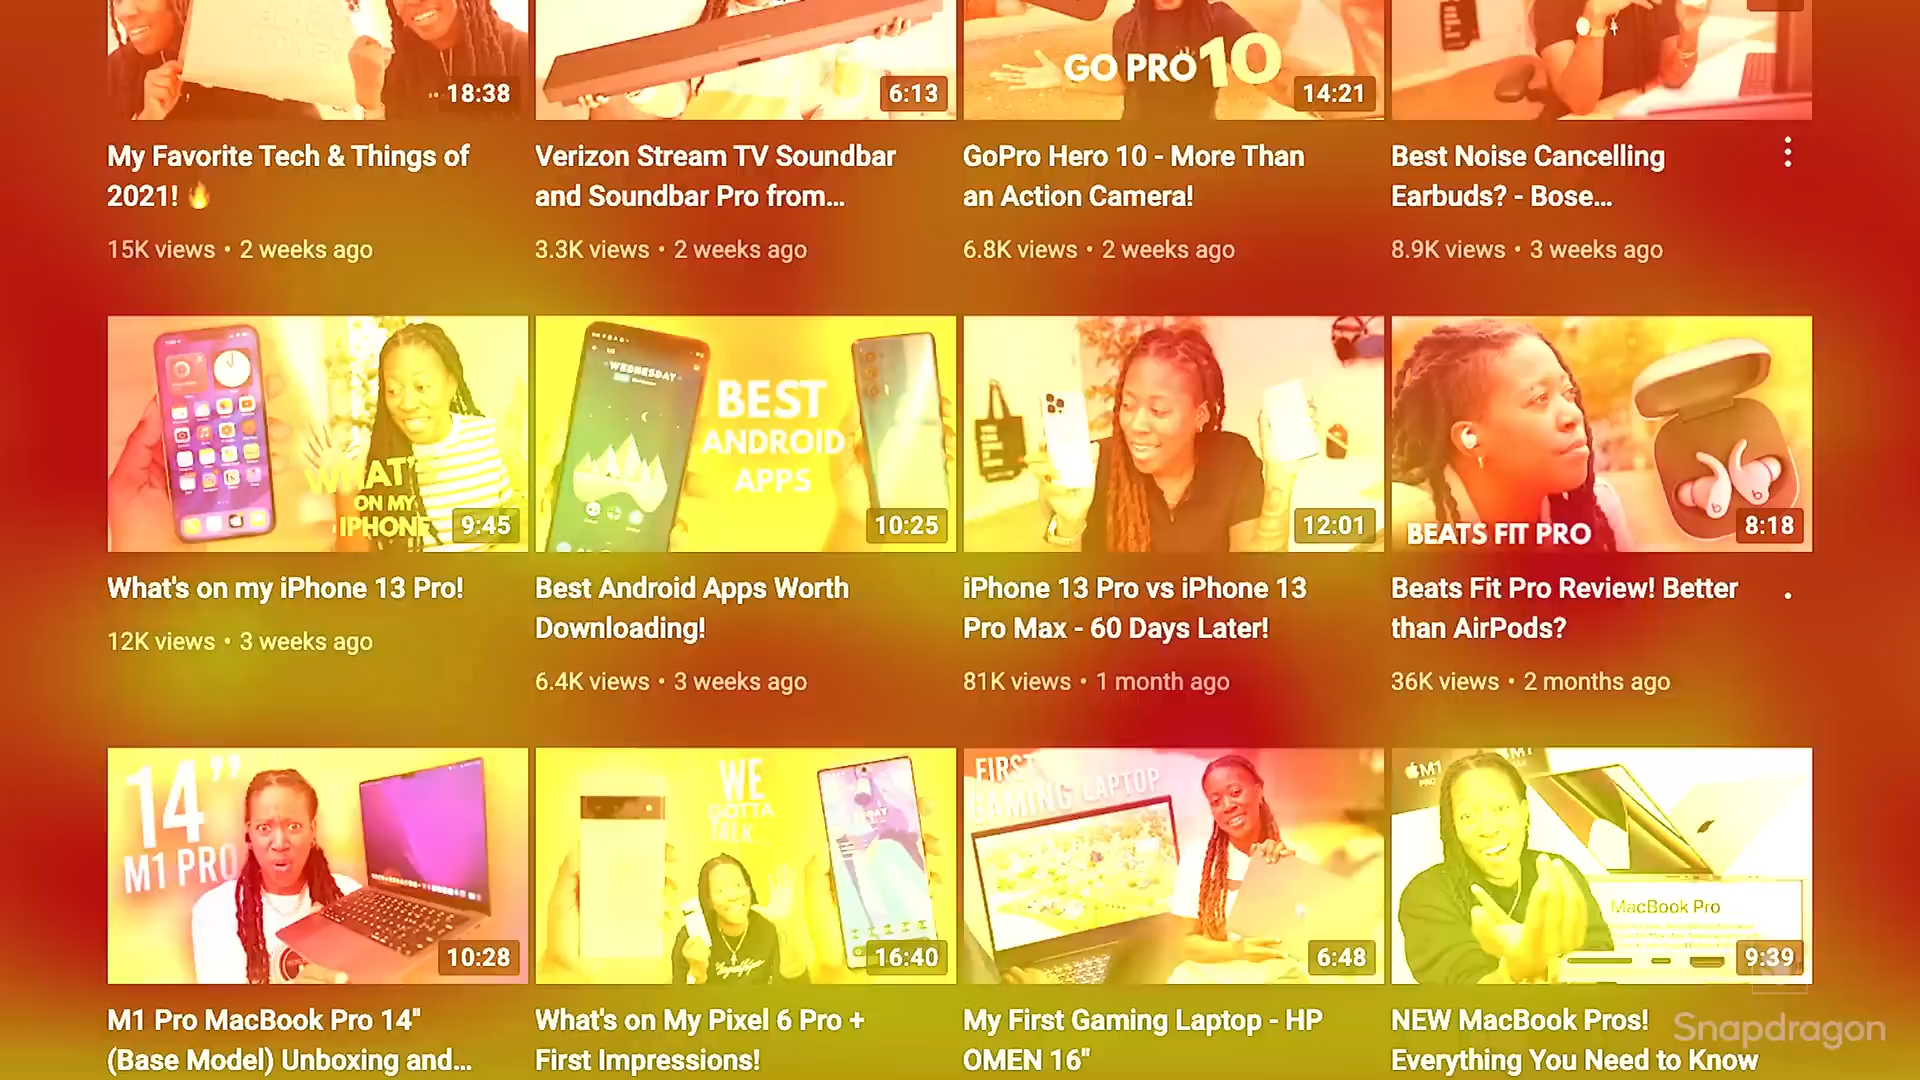 18:38
6:13
GO PRO 10
14:21
My Favorite Tech & Things of
2021! 🔥
15K views • 2 weeks ago
Verizon Stream TV Soundbar
and Soundbar Pro from...
3.3K views • 2 weeks ago
GoPro Hero 10 - More Than
an Action Camera!
6.8K views • 2 weeks ago
Best Noise Cancelling
Earbuds? - Bose...
8.9K views • 3 weeks ago
WHAT'
ON MY
IPHONE
9:45
WEDNESDAY
BEST
ANDROID
APPS
10:25
12:01
BEATS FIT PRO
8:18
What's on my iPhone 13 Pro!
12K views • 3 weeks ago
Best Android Apps Worth
Downloading!
6.4K views • 3 weeks ago
iPhone 13 Pro vs iPhone 13
Pro Max - 60 Days Later!
81K views • 1 month ago
Beats Fit Pro Review! Better
than AirPods?
36K views • 2 months ago
14”
M1 PRO
10:28
WE
GOTTA
TALK...
16:40
FIRST
GAMING LAPTOP
6:48
M1
PRO
M1
MacBook Pro
9:39
M1 Pro MacBook Pro 14"
(Base Model) Unboxing and...
What's on My Pixel 6 Pro +
First Impressions!
My First Gaming Laptop - HP
OMEN 16"
NEW MacBook Pros!
Everything You Need to Know
Snapdragon